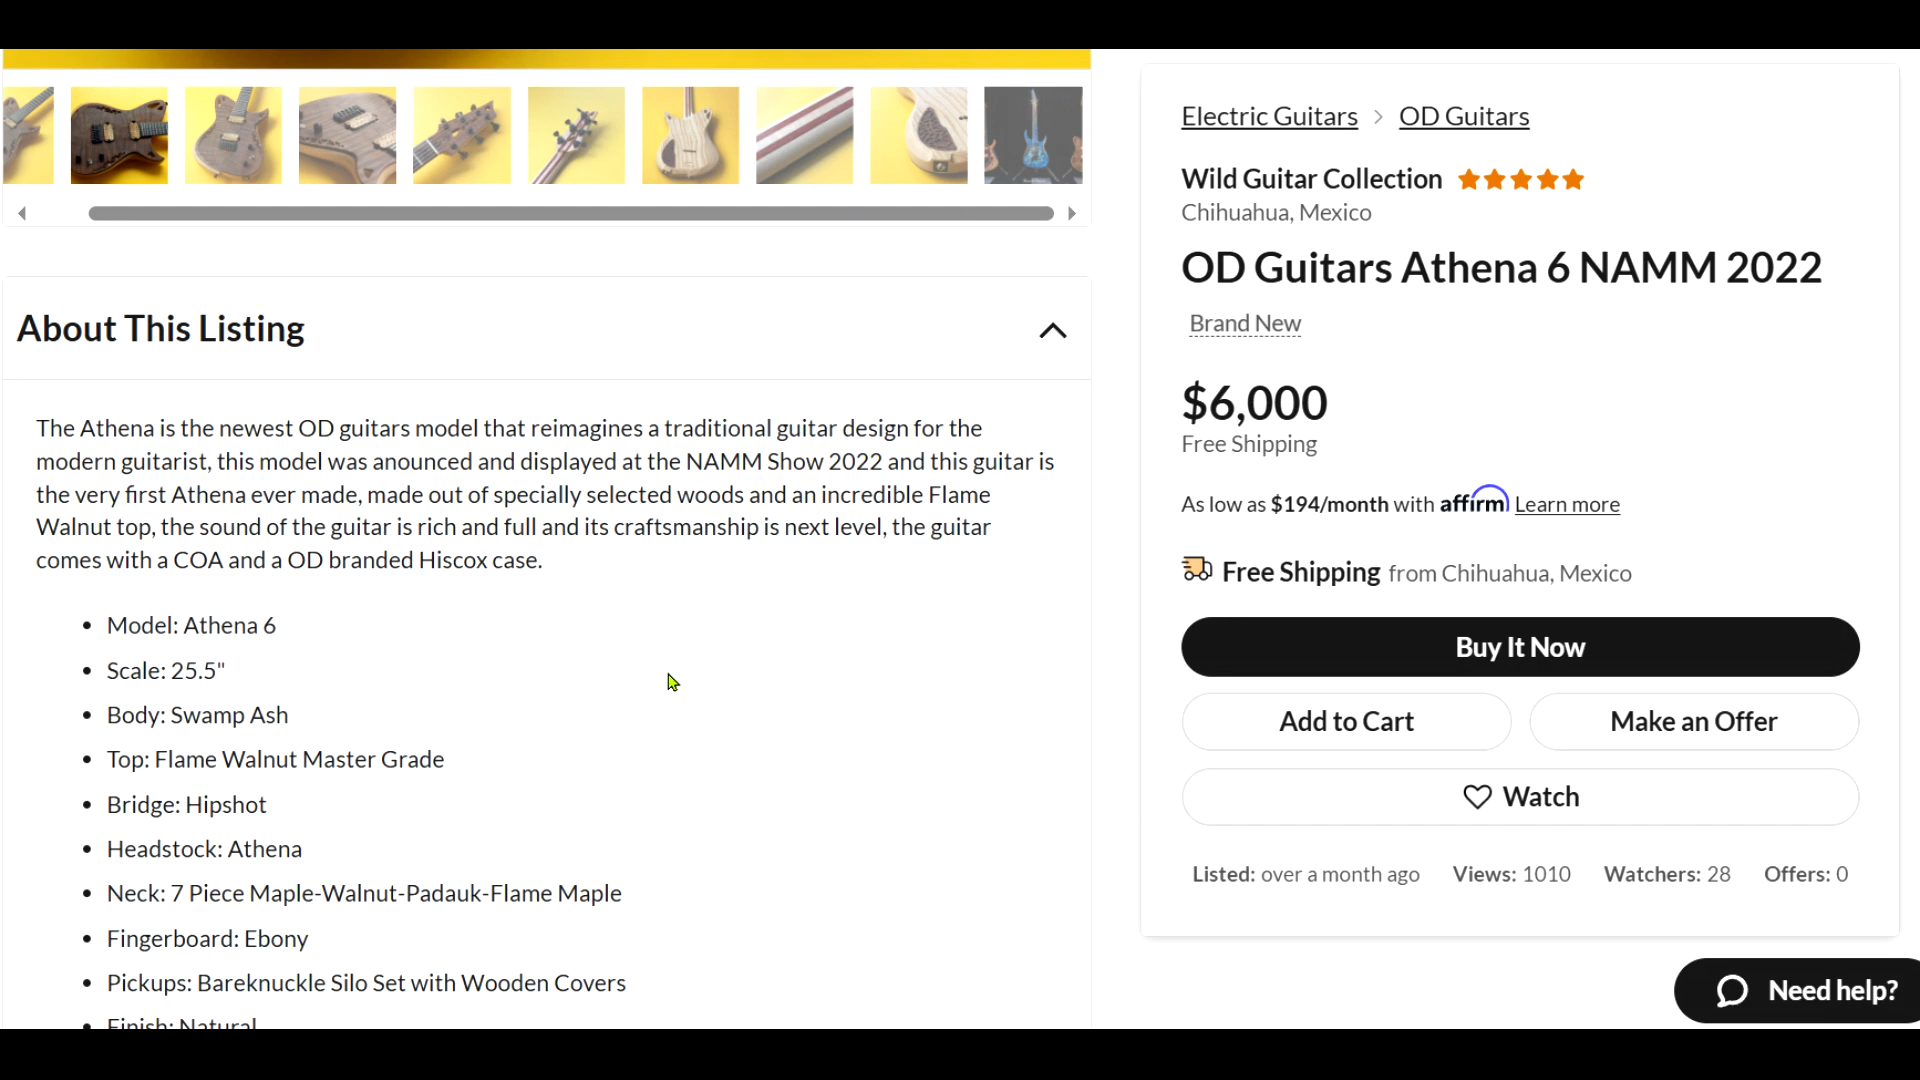 Electric Guitars > OD Guitars
Wild Guitar Collection
Chihuahua, Mexico
OD Guitars Athena 6 NAMM 2022
Brand New
$6,000
Free Shipping
As low as $194/month with affirm Learn more
Free Shipping from Chihuahua, Mexico
Buy It Now
Add to Cart
Make an Offer
Watch
Listed: over a month ago Views: 1010 Watchers: 28 Offers: 0
About This Listing
The Athena is the newest OD guitars model that reimagines a traditional guitar design for the
modern guitarist, this model was anounced and displayed at the NAMM Show 2022 and this guitar is
the very first Athena ever made, made out of specially selected woods and an incredible Flame
Walnut top, the sound of the guitar is rich and full and its craftsmanship is next level, the guitar
comes with a COA and a OD branded Hiscox case.
• Model: Athena 6
• Scale: 25.5"
• Body: Swamp Ash
• Top: Flame Walnut Master Grade
• Bridge: Hipshot
• Headstock: Athena
• Neck: 7 Piece Maple-Walnut-Padauk-Flame Maple
• Fingerboard: Ebony
• Pickups: Bareknuckle Silo Set with Wooden Covers
• Finish: Natural
Need help?